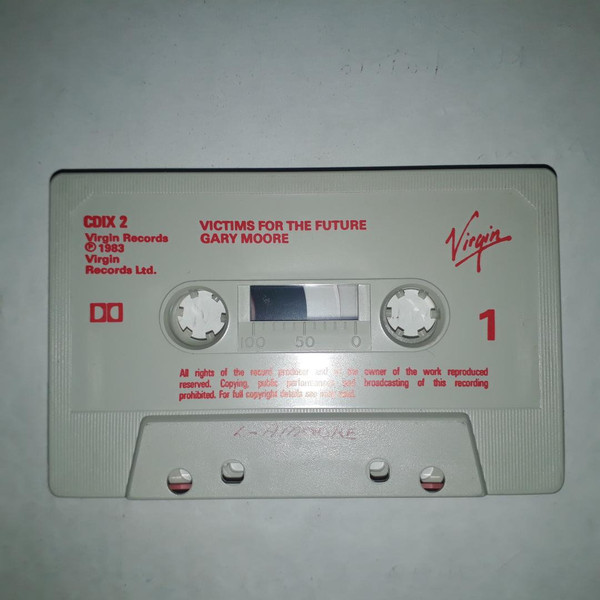 CDIX 2
Virgin Records
℗ 1983
Virgin
Records Ltd.
VICTIMS FOR THE FUTURE
GARY MOORE
Virgin
1
100 50 0
All rights of the record producer and of the owner of the work reproduced
reserved. Copying, public performance and broadcasting of this recording
prohibited. For full copyright details see inlay card.